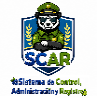 SCAR
Sistema de Control,
Administración y Registro